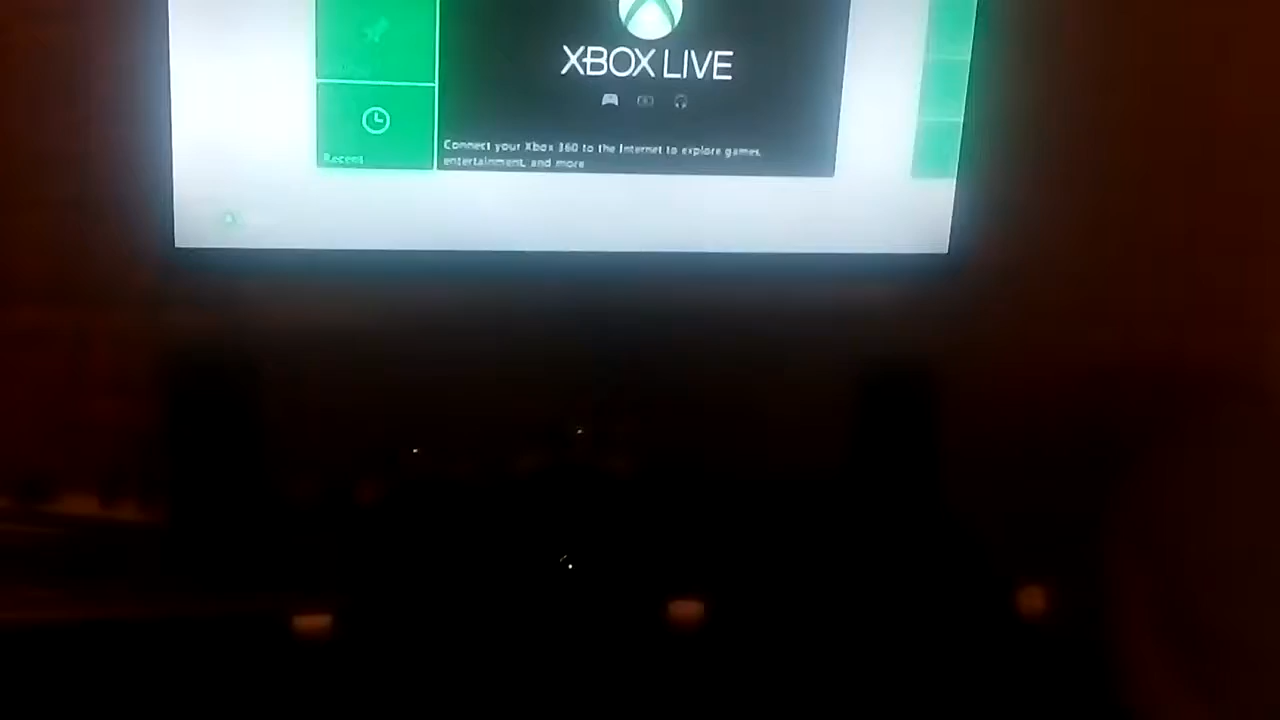 XBOX LIVE
Connect your Xbox 360 to the Internet to explore games,
entertainment, and more
Recent